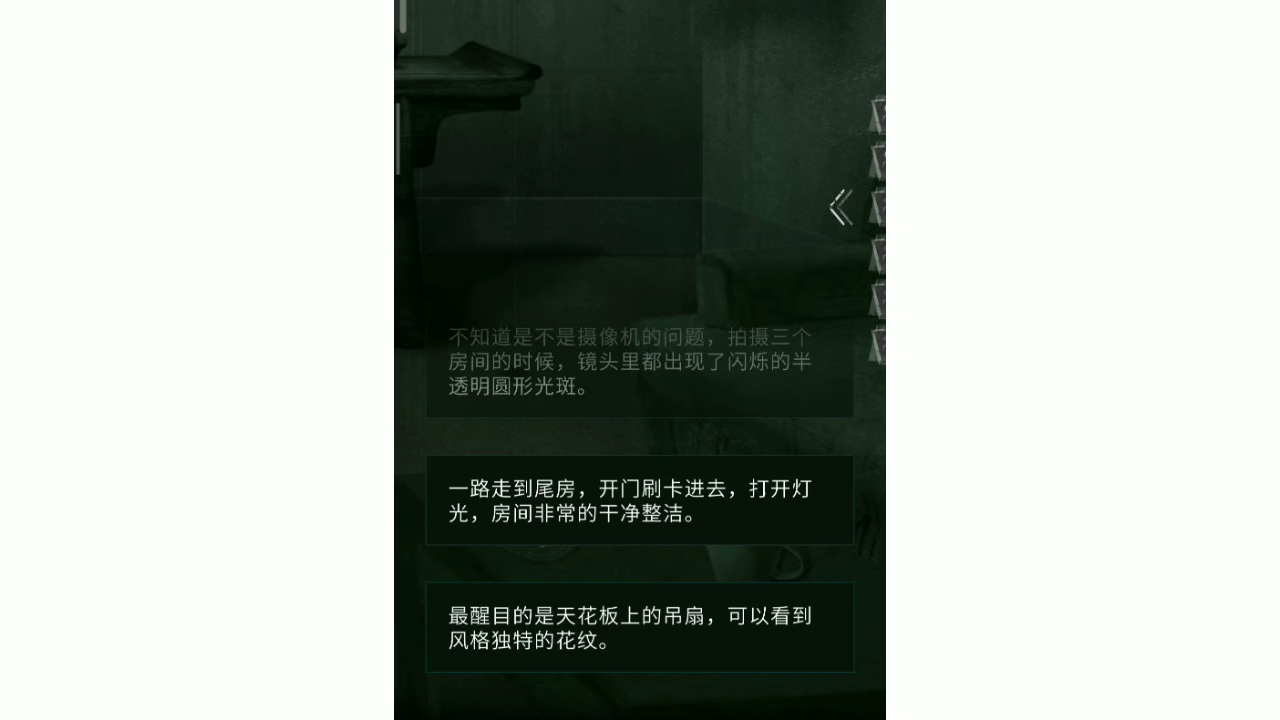 不知道是不是摄像机的问题，拍摄三个
房间的时候，镜头里都出现了闪烁的半
透明圆形光斑。
一路走到尾房，开门刷卡进去，打开灯
光，房间非常的干净整洁。
最醒目的是天花板上的吊扇，可以看到
风格独特的花纹。